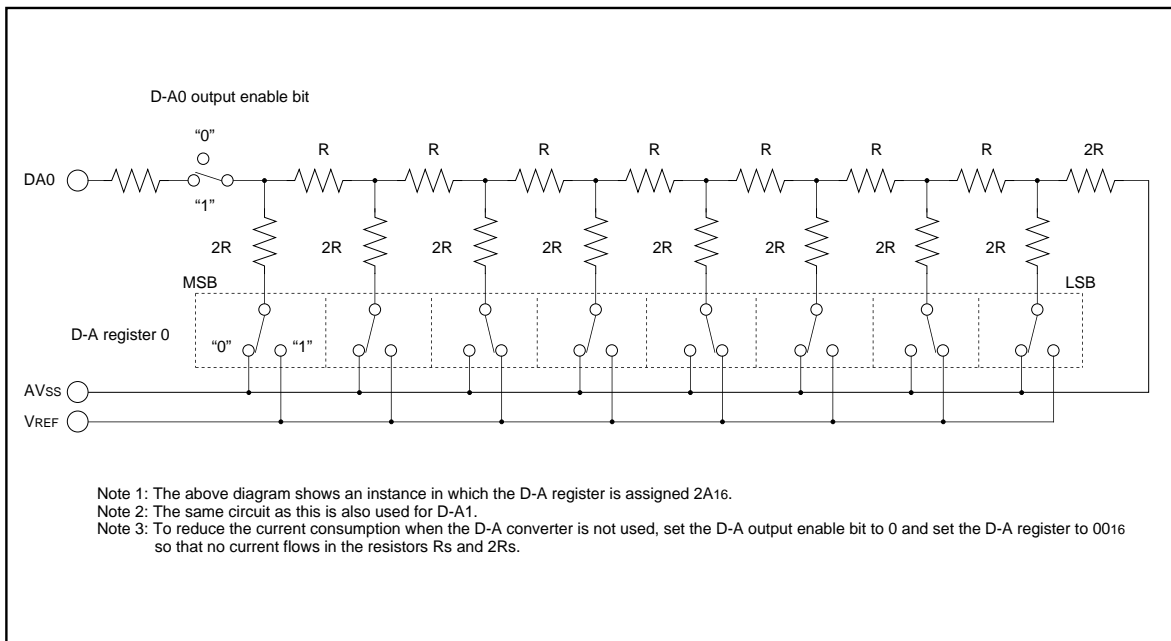 D-A0 output enable bit
“0”
R R R R R R R 2R
DA0
“1”
2R 2R 2R 2R 2R 2R 2R 2R
MSB LSB
D-A register 0
“0” “1”
AVSS
VREF
Note 1: The above diagram shows an instance in which the D-A register is assigned 2A16.
Note 2: The same circuit as this is also used for D-A1.
Note 3: To reduce the current consumption when the D-A converter is not used, set the D-A output enable bit to 0 and set the D-A register to 0016
so that no current flows in the resistors Rs and 2Rs.